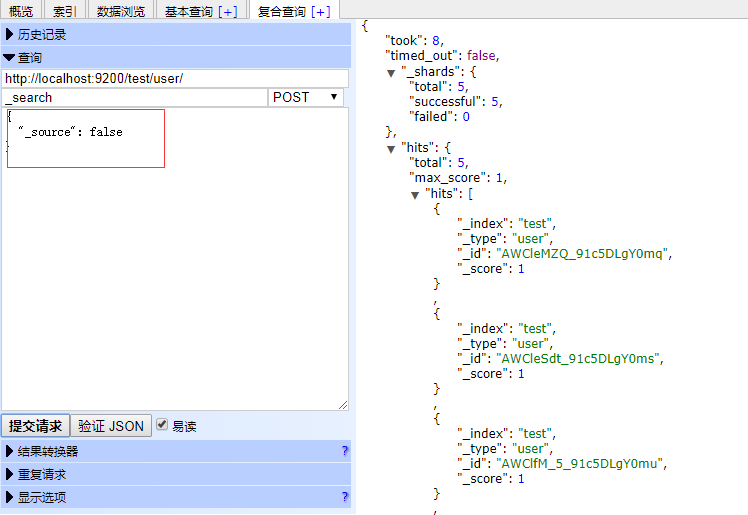 概览 索引 数据浏览 基本查询 [+] 复合查询 [+]
历史记录
查询
http://localhost:9200/test/user/
_search POST
{
"_source": false
}
提交请求 验证 JSON 易读
结果转换器 ?
重复请求
显示选项 ?
{
"took": 8,
"timed_out": false,
"_shards": {
"total": 5,
"successful": 5,
"failed": 0
},
"hits": {
"total": 5,
"max_score": 1,
"hits": [
{
"_index": "test",
"_type": "user",
"_id": "AWCleMZQ_91c5DLgY0mq",
"_score": 1
}
,
{
"_index": "test",
"_type": "user",
"_id": "AWCleSdt_91c5DLgY0ms",
"_score": 1
}
,
{
"_index": "test",
"_type": "user",
"_id": "AWClfM_5_91c5DLgY0mu",
"_score": 1
}
,